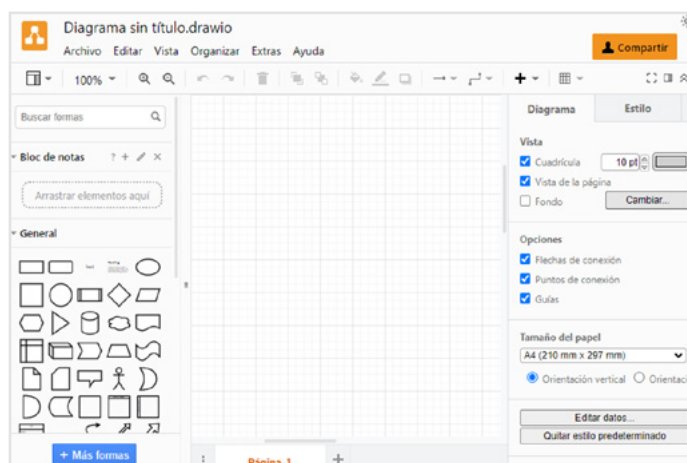 Diagrama sin título.drawio
Archivo Editar Vista Organizar Extras Ayuda
Compartir
100%
Buscar formas
Bloc de notas ? + ×
Arrastrar elementos aquí
General
+ Más formas
Página-1 +
Diagrama Estilo
Vista
Cuadrícula 10 pt
Vista de la página
Fondo Cambiar...
Opciones
Flechas de conexión
Puntos de conexión
Guías
Tamaño del papel
A4 (210 mm x 297 mm)
Orientación vertical Orientaci
Editar datos...
Quitar estilo predeterminado